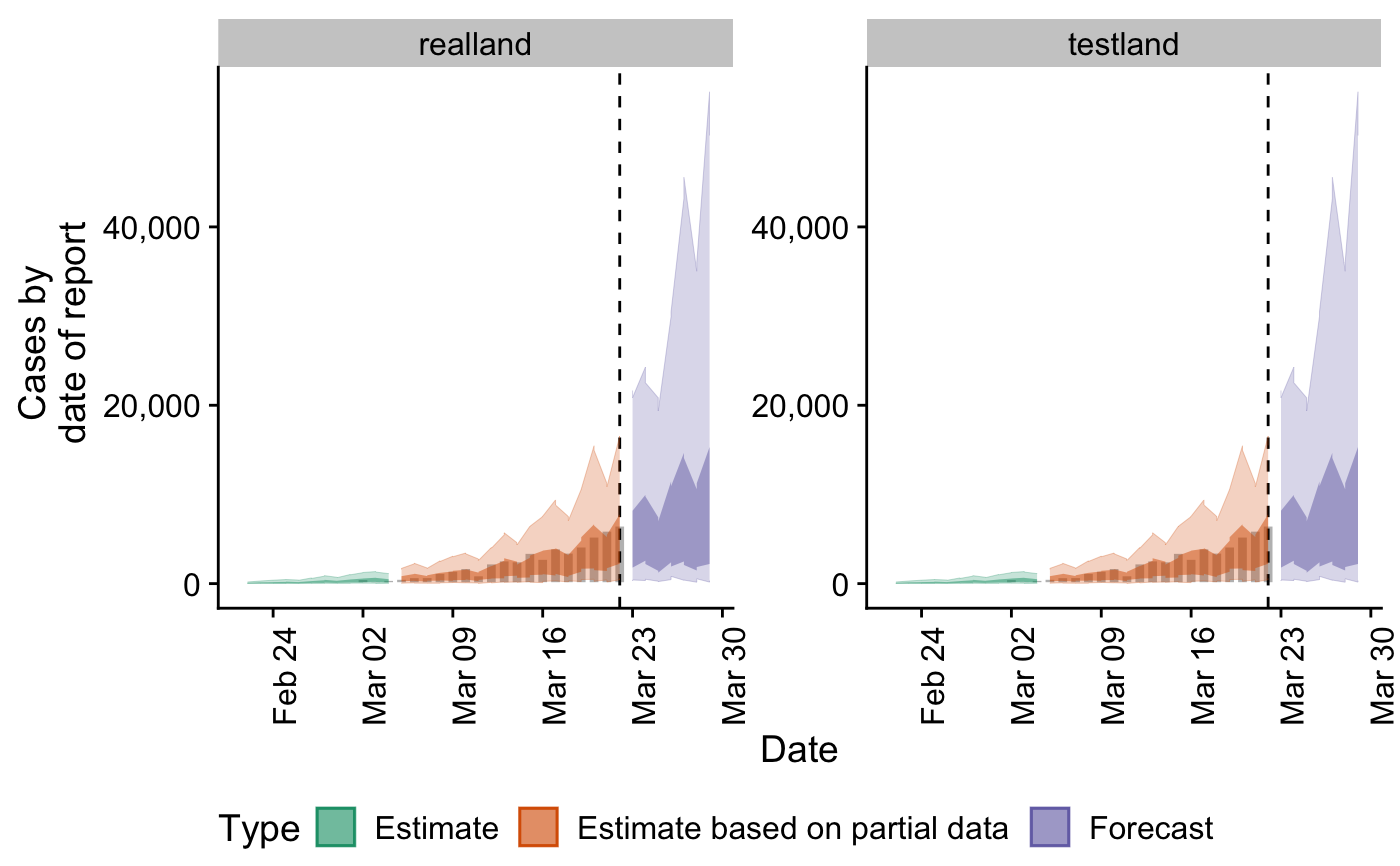 realland
testland
Cases by
date of report
40,000
20,000
0
40,000
20,000
0
Feb 24
Mar 02
Mar 09
Mar 16
Mar 23
Mar 30
Feb 24
Mar 02
Mar 09
Mar 16
Mar 23
Mar 30
Date
Type Estimate Estimate based on partial data Forecast